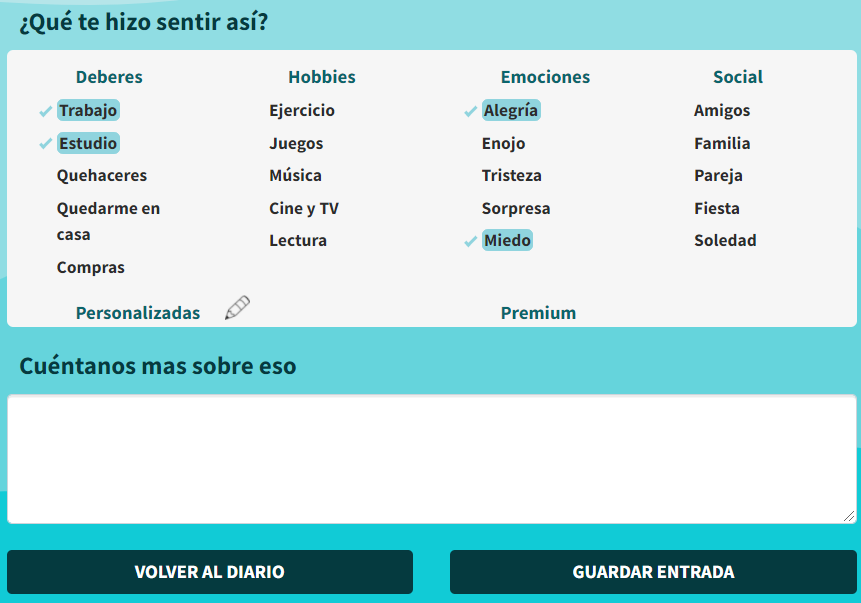 ¿Qué te hizo sentir así?
Deberes
Trabajo
Estudio
Quehaceres
Quedarme en
casa
Compras
Hobbies
Ejercicio
Juegos
Música
Cine y TV
Lectura
Emociones
Alegría
Enojo
Tristeza
Sorpresa
Miedo
Social
Amigos
Familia
Pareja
Fiesta
Soledad
Personalizadas
Premium
Cuéntanos mas sobre eso
VOLVER AL DIARIO
GUARDAR ENTRADA